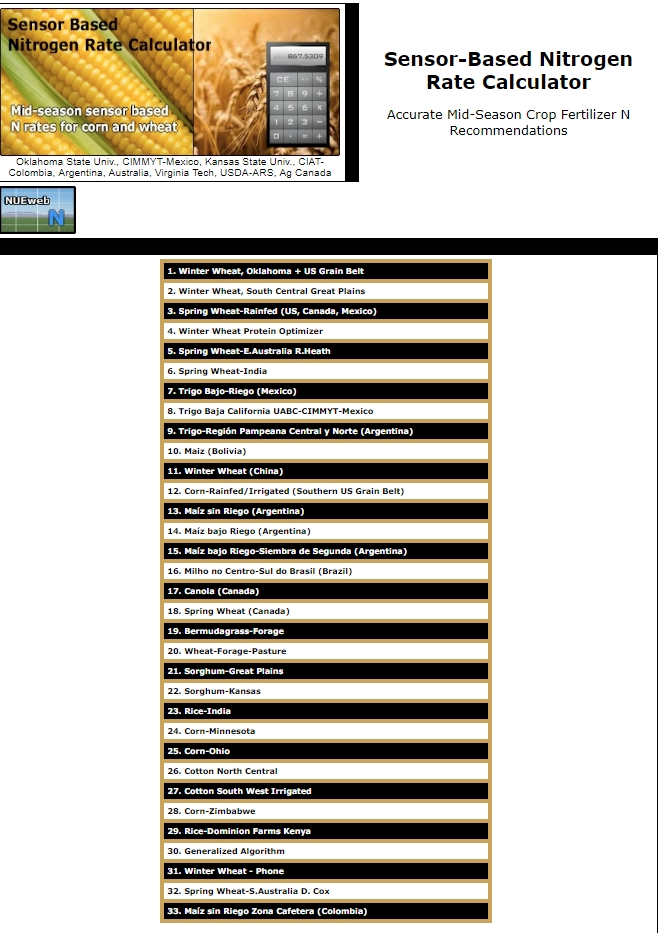 Sensor Based
Nitrogen Rate Calculator
867.5309
CE
%
7 8 9 ÷
4 5 6 ×
1 2 3 −
0 . = +
Mid-season sensor based
N rates for corn and wheat
Oklahoma State Univ., CIMMYT-Mexico, Kansas State Univ., CIAT-
Colombia, Argentina, Australia, Virginia Tech, USDA-ARS, Ag Canada
Sensor-Based Nitrogen
Rate Calculator
Accurate Mid-Season Crop Fertilizer N
Recommendations
NUEweb
N
1. Winter Wheat, Oklahoma + US Grain Belt
2. Winter Wheat, South Central Great Plains
3. Spring Wheat-Rainfed (US, Canada, Mexico)
4. Winter Wheat Protein Optimizer
5. Spring Wheat-E.Australia R.Heath
6. Spring Wheat-India
7. Trigo Bajo-Riego (Mexico)
8. Trigo Baja California UABC-CIMMYT-Mexico
9. Trigo-Región Pampeana Central y Norte (Argentina)
10. Maiz (Bolivia)
11. Winter Wheat (China)
12. Corn-Rainfed/Irrigated (Southern US Grain Belt)
13. Maíz sin Riego (Argentina)
14. Maíz bajo Riego (Argentina)
15. Maíz bajo Riego-Siembra de Segunda (Argentina)
16. Milho no Centro-Sul do Brasil (Brazil)
17. Canola (Canada)
18. Spring Wheat (Canada)
19. Bermudagrass-Forage
20. Wheat-Forage-Pasture
21. Sorghum-Great Plains
22. Sorghum-Kansas
23. Rice-India
24. Corn-Minnesota
25. Corn-Ohio
26. Cotton North Central
27. Cotton South West Irrigated
28. Corn-Zimbabwe
29. Rice-Dominion Farms Kenya
30. Generalized Algorithm
31. Winter Wheat - Phone
32. Spring Wheat-S.Australia D. Cox
33. Maíz sin Riego Zona Cafetera (Colombia)